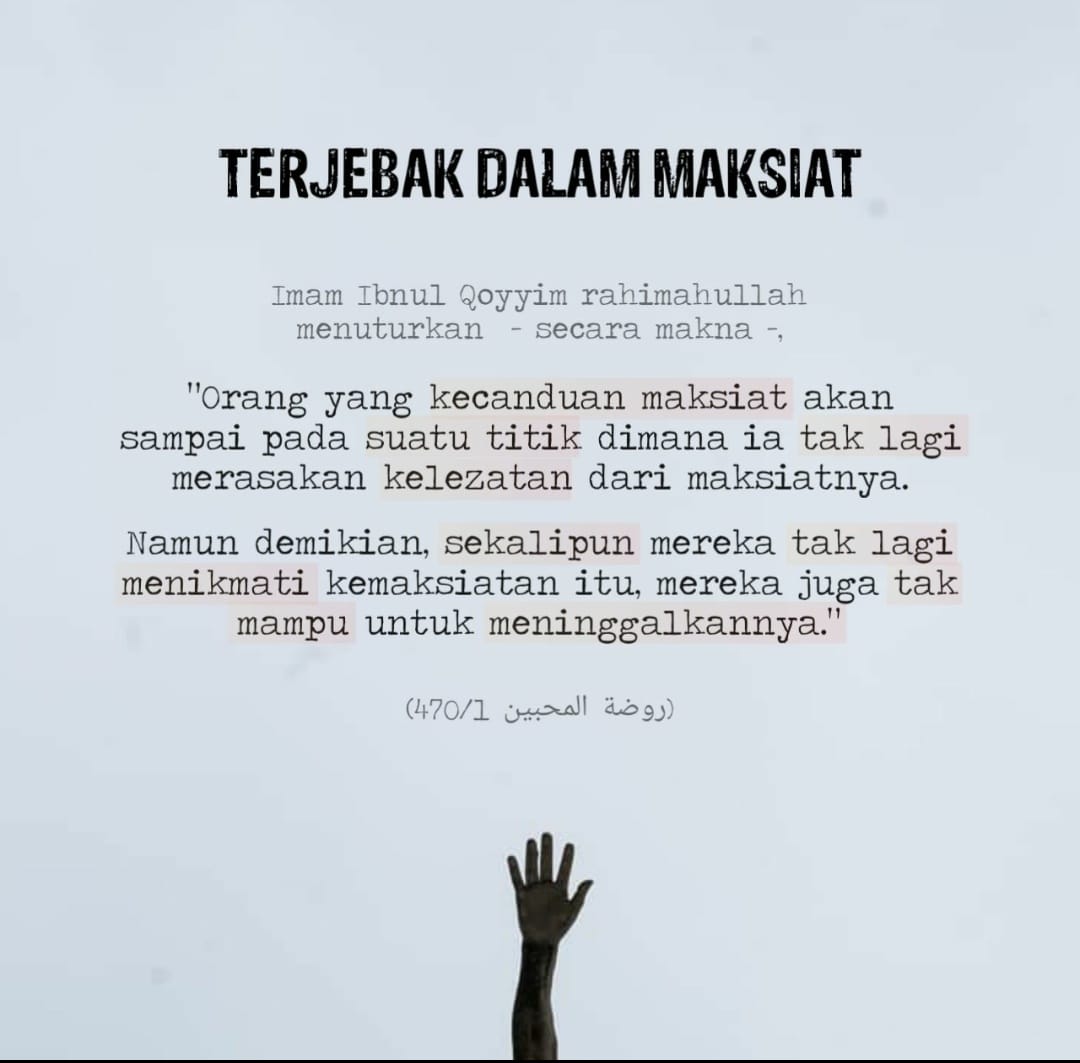 TERJEBAK DALAM MAKSIAT
Imam Ibnul Qoyyim rahimahullah
menuturkan - secara makna -,
"Orang yang kecanduan maksiat akan
sampai pada suatu titik dimana ia tak lagi
merasakan kelezatan dari maksiatnya.
Namun demikian, sekalipun mereka tak lagi
menikmati kemaksiatan itu, mereka juga tak
mampu untuk meninggalkannya."
(روضة المحبين 470/1)